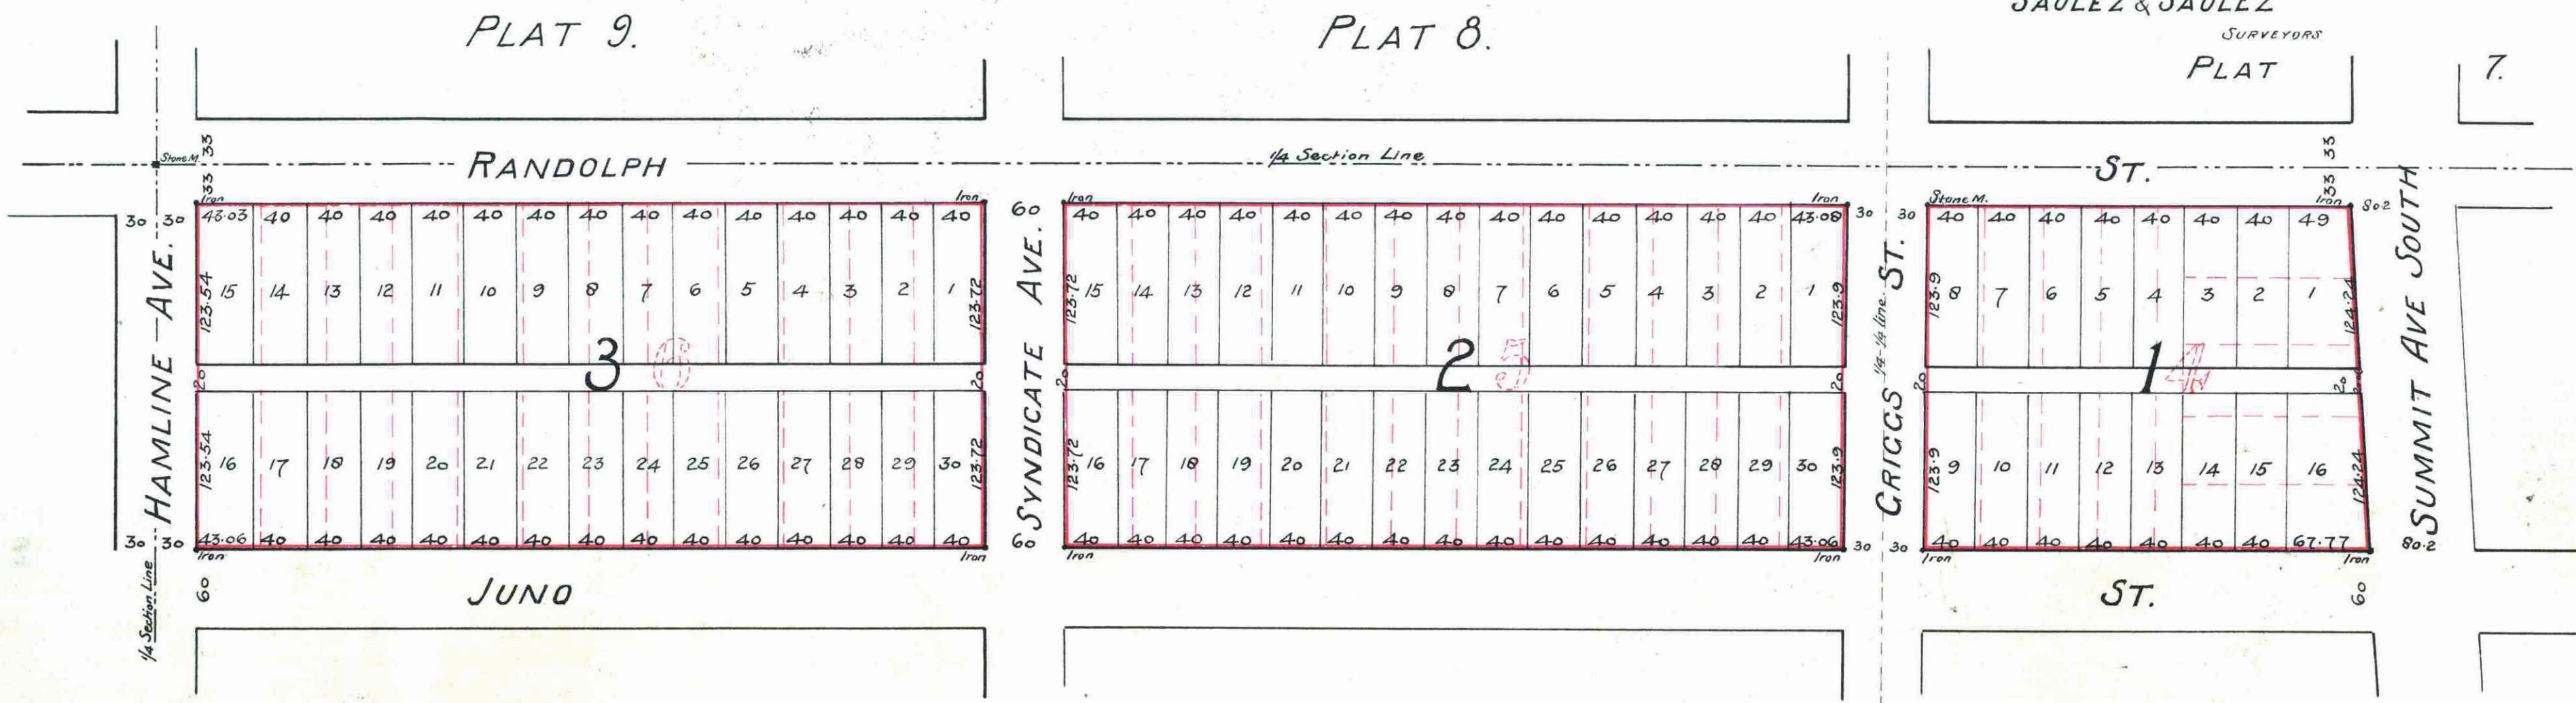 SAULEZ & SAULEZ
SURVEYORS
PLAT 9.
PLAT 8.
PLAT 7.
Stone M.
33
33
RANDOLPH
1/4 Section Line
ST.
33
33
30 30
Iron
Iron
60
Iron
Iron
30 30
Stone M.
Iron
80.2
43.03 40 40 40 40 40 40 40 40 40 40 40 40 40 40
40 40 40 40 40 40 40 40 40 40 40 40 40 40 43.08
40 40 40 40 40 40 40 49
HAMLINE AVE.
123.54
15 14 13 12 11 10 9 8 7 6 5 4 3 2 1
123.72
SYNDICATE AVE.
123.72
15 14 13 12 11 10 9 8 7 6 5 4 3 2 1
123.9
GRIGGS ST.
1/4-1/4 line
123.9
8 7 6 5 4 3 2 1
124.24
SUMMIT AVE SOUTH
20
3 6
20
20
2 5
20
20
1 4
20
123.54
16 17 18 19 20 21 22 23 24 25 26 27 28 29 30
123.72
123.72
16 17 18 19 20 21 22 23 24 25 26 27 28 29 30
123.9
123.9
9 10 11 12 13 14 15 16
124.24
30 30
43.06 40 40 40 40 40 40 40 40 40 40 40 40 40 40
60
40 40 40 40 40 40 40 40 40 40 40 40 40 40 43.06
30 30
40 40 40 40 40 40 40 67.77
80.2
Iron
Iron
Iron
Iron
Iron
Iron
1/4 Section Line
60
JUNO
ST.
60